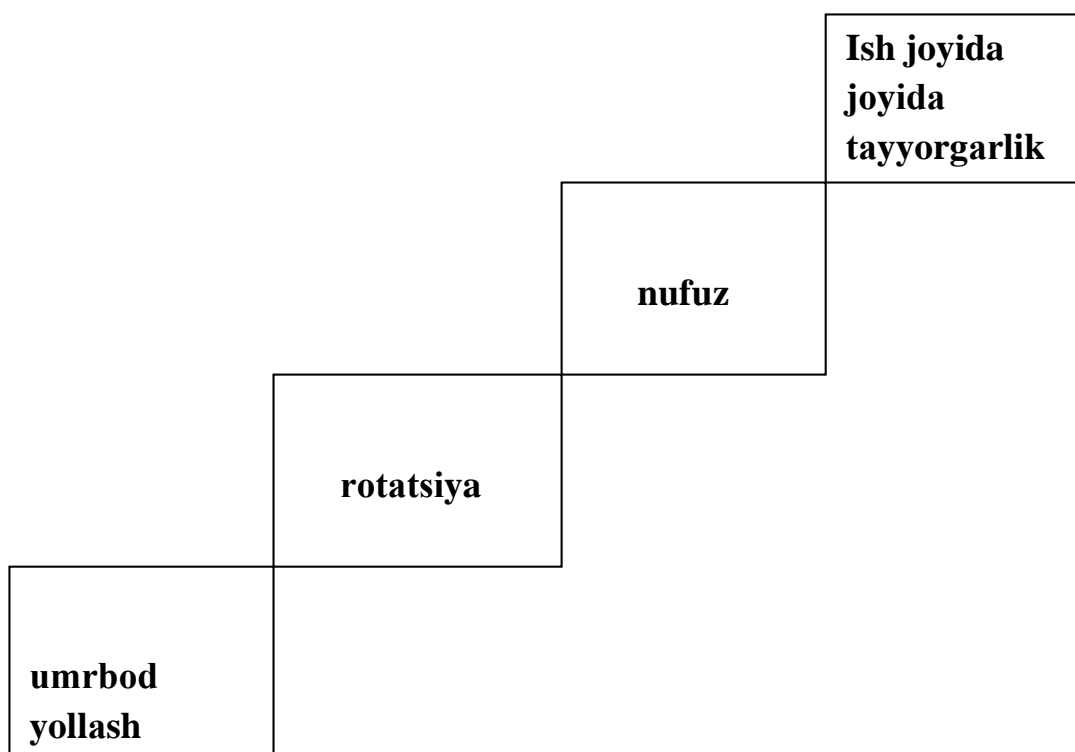 Ish joyida
joyida
tayyorgarlik
nufuz
rotatsiya
umrbod
yollash